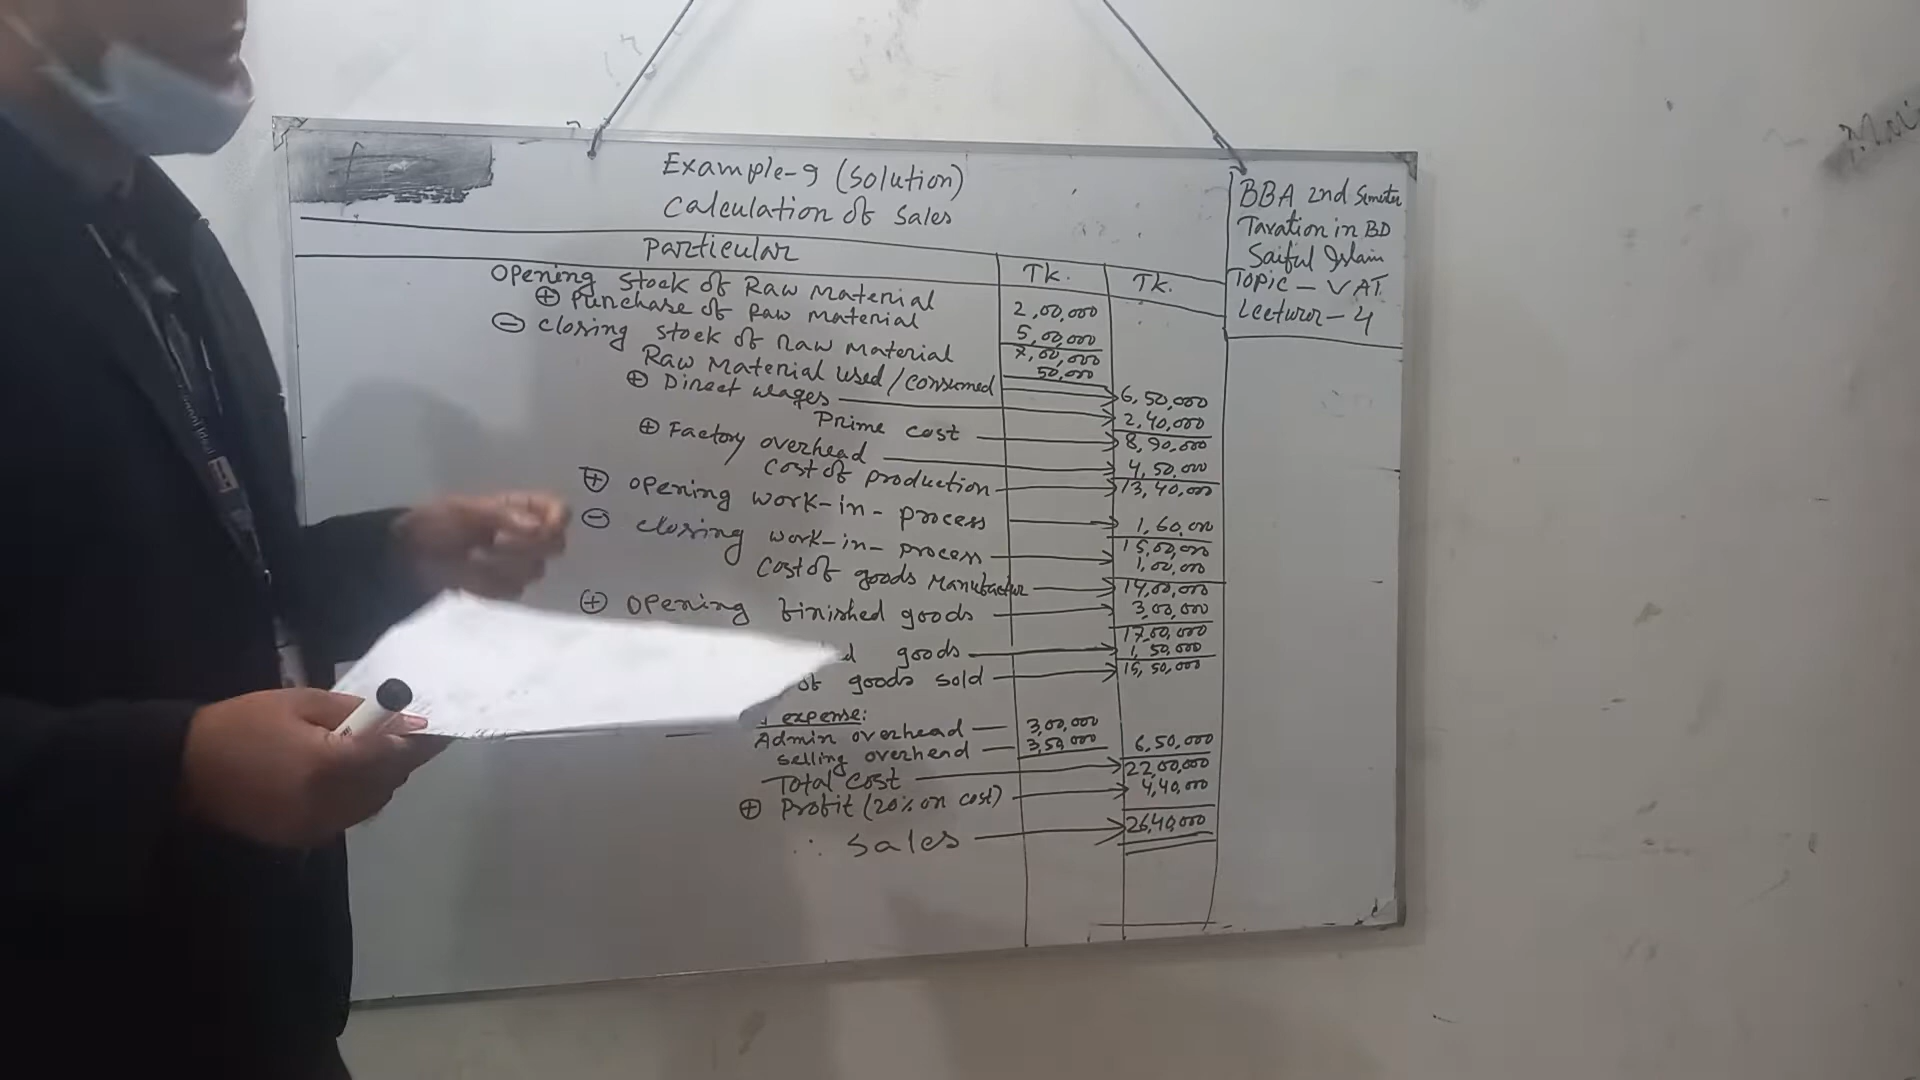 Example-9 (Solution)
Calculation of Sales
BBA 2nd Semester
Taxation in BD
Saiful Islam
Topic - VAT
Lecturer - 4
Particular Tk. Tk.
Opening Stock of Raw Material 2,00,000
⊕ Purchase of Raw Material 5,00,000
7,00,000
⊖ Closing Stock of Raw Material 50,000
Raw Material Used/Consumed 6,50,000
⊕ Direct wages 2,40,000
Prime cost 8,90,000
⊕ Factory overhead 4,50,000
Cost of production 13,40,000
⊕ Opening work-in-process 1,60,000
15,00,000
⊖ Closing work-in-process 1,00,000
Cost of goods Manufactur 14,00,000
⊕ Opening finished goods 3,00,000
17,00,000
goods 1,50,000
of goods sold 15,50,000
expense:
Admin overhead 3,00,000
Selling overhead 3,50,000 6,50,000
Total Cost 22,00,000
⊕ Profit (20% on cost) 4,40,000
∴ Sales 26,40,000